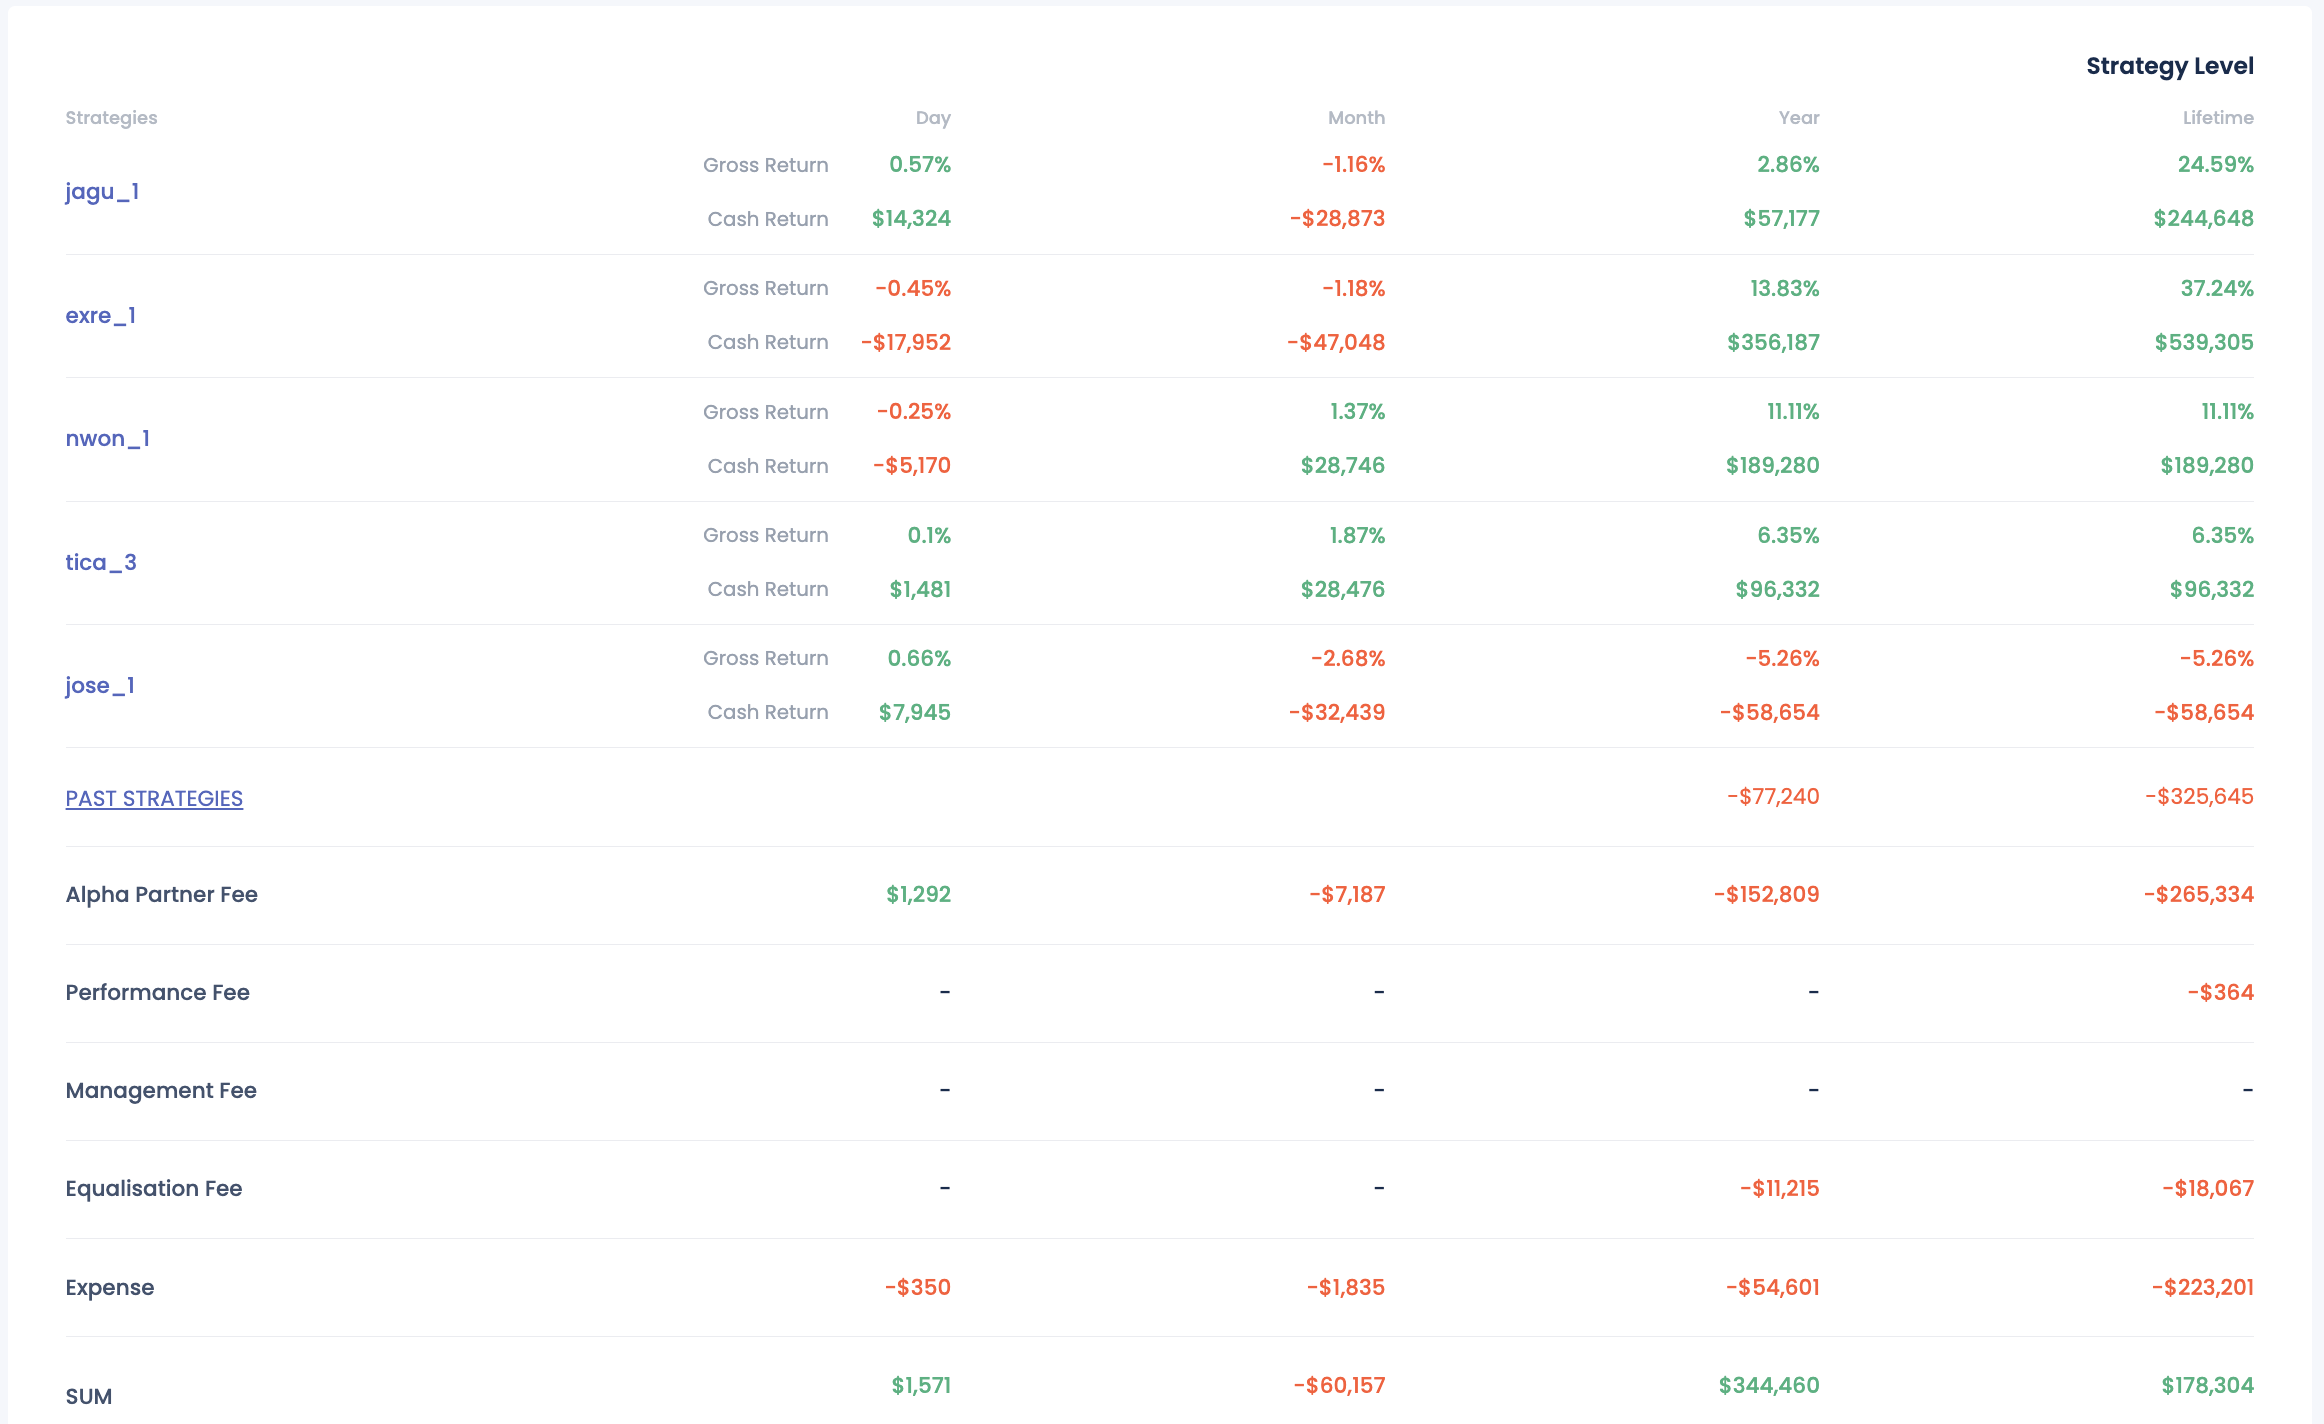 Strategy Level
Strategies Day Month Year Lifetime
jagu_1
Gross Return 0.57% -1.16% 2.86% 24.59%
Cash Return $14,324 -$28,873 $57,177 $244,648
exre_1
Gross Return -0.45% -1.18% 13.83% 37.24%
Cash Return -$17,952 -$47,048 $356,187 $539,305
nwon_1
Gross Return -0.25% 1.37% 11.11% 11.11%
Cash Return -$5,170 $28,746 $189,280 $189,280
tica_3
Gross Return 0.1% 1.87% 6.35% 6.35%
Cash Return $1,481 $28,476 $96,332 $96,332
jose_1
Gross Return 0.66% -2.68% -5.26% -5.26%
Cash Return $7,945 -$32,439 -$58,654 -$58,654
PAST STRATEGIES -$77,240 -$325,645
Alpha Partner Fee $1,292 -$7,187 -$152,809 -$265,334
Performance Fee - - - -$364
Management Fee - - - -
Equalisation Fee - - -$11,215 -$18,067
Expense -$350 -$1,835 -$54,601 -$223,201
SUM $1,571 -$60,157 $344,460 $178,304